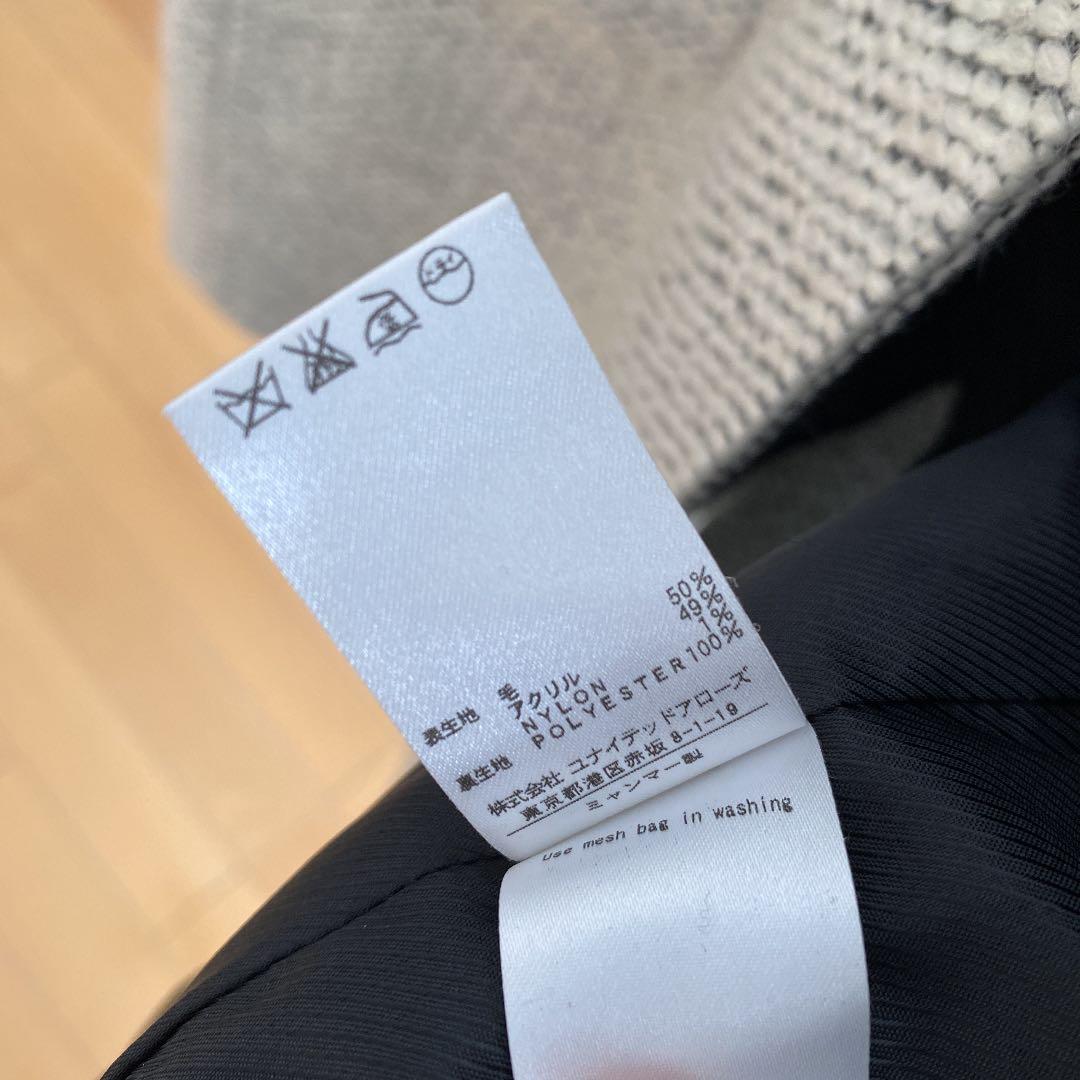 表生地 毛 50%
アクリル 49%
NYLON 1%
裏生地 POLYESTER 100%
株式会社 ユナイテッドアローズ
東京都港区赤坂 8-1-19
ミャンマー製
Use mesh bag in washing